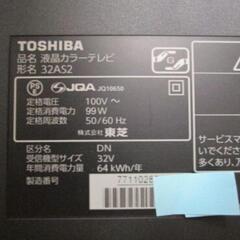 TOSHIBA
品名 液晶カラーテレビ
形名 32AS2
PS
E
JQA JQ10650
定格電圧: 100V～
定格消費電力: 99W
定格周波数: 50/60 Hz
株式会社 東芝
区分名: DN
受信機型サイズ: 32V
年間消費電力量: 64 kWh/年
製造番号:
サービスマ
いでくださ
あります。